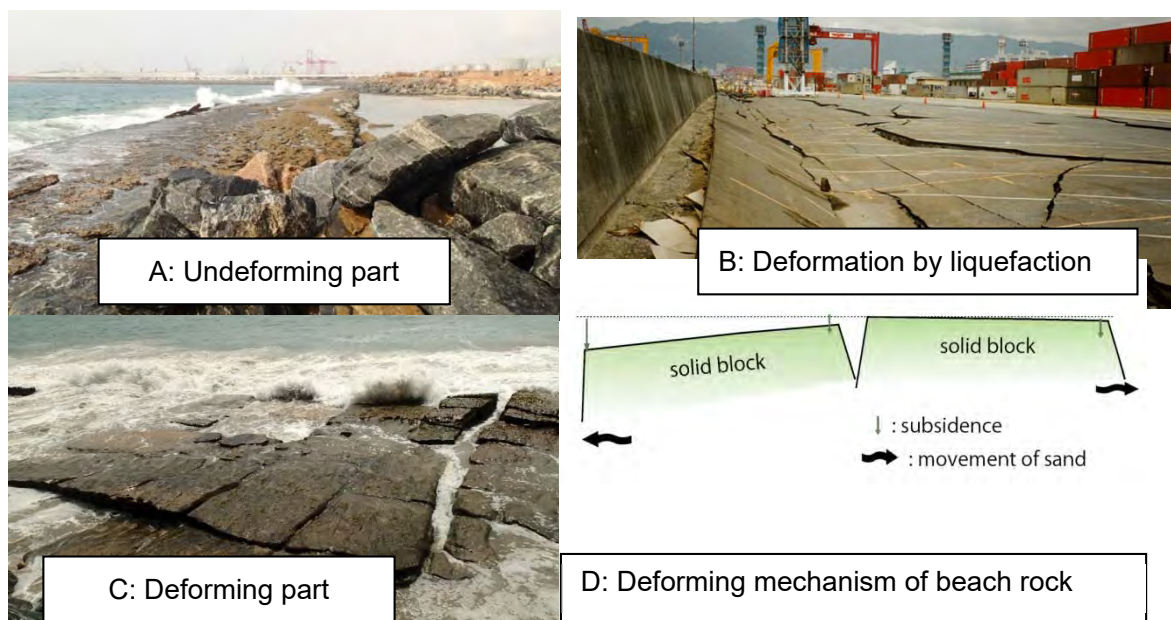 A: Undeforming part
B: Deformation by liquefaction
C: Deforming part
solid block
solid block
: subsidence
: movement of sand
D: Deforming mechanism of beach rock